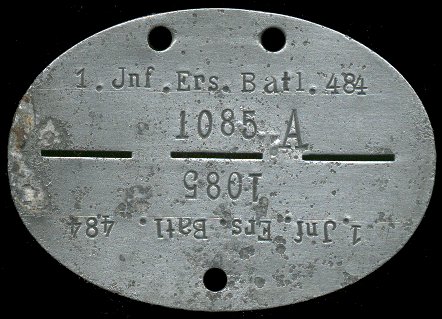 1. Jnf. Ers. Batl. 484
1085 A
1085
1. Jnf. Ers. Batl. 484